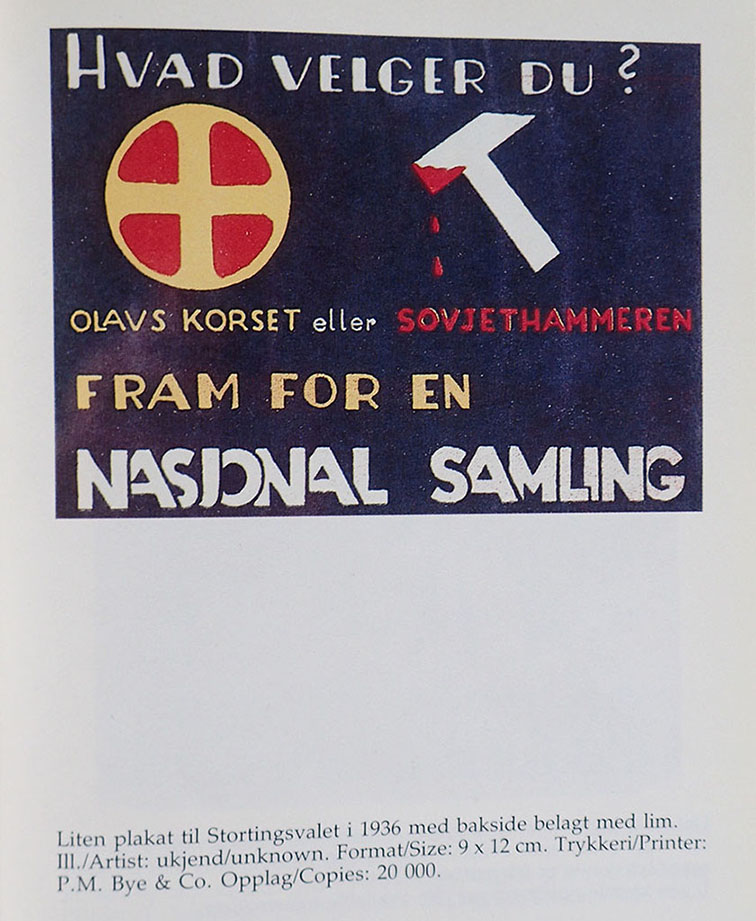 HVAD VELGER DU?
OLAVS KORSET eller SOVJETHAMMEREN
FRAM FOR EN
NASJONAL SAMLING
Liten plakat til Stortingsvalet i 1936 med bakside belagt med lim.
Ill./Artist: ukjend/unknown. Format/Size: 9 x 12 cm. Trykkeri/Printer:
P.M. Bye & Co. Opplag/Copies: 20 000.